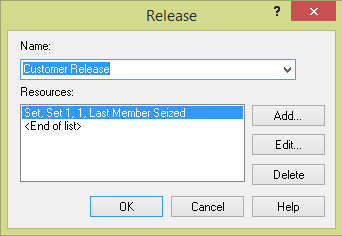 Release
?
Name:
Customer Release
Resources:
Set, Set 1, 1, Last Member Seized
<End of list>
Add...
Edit...
Delete
OK
Cancel
Help